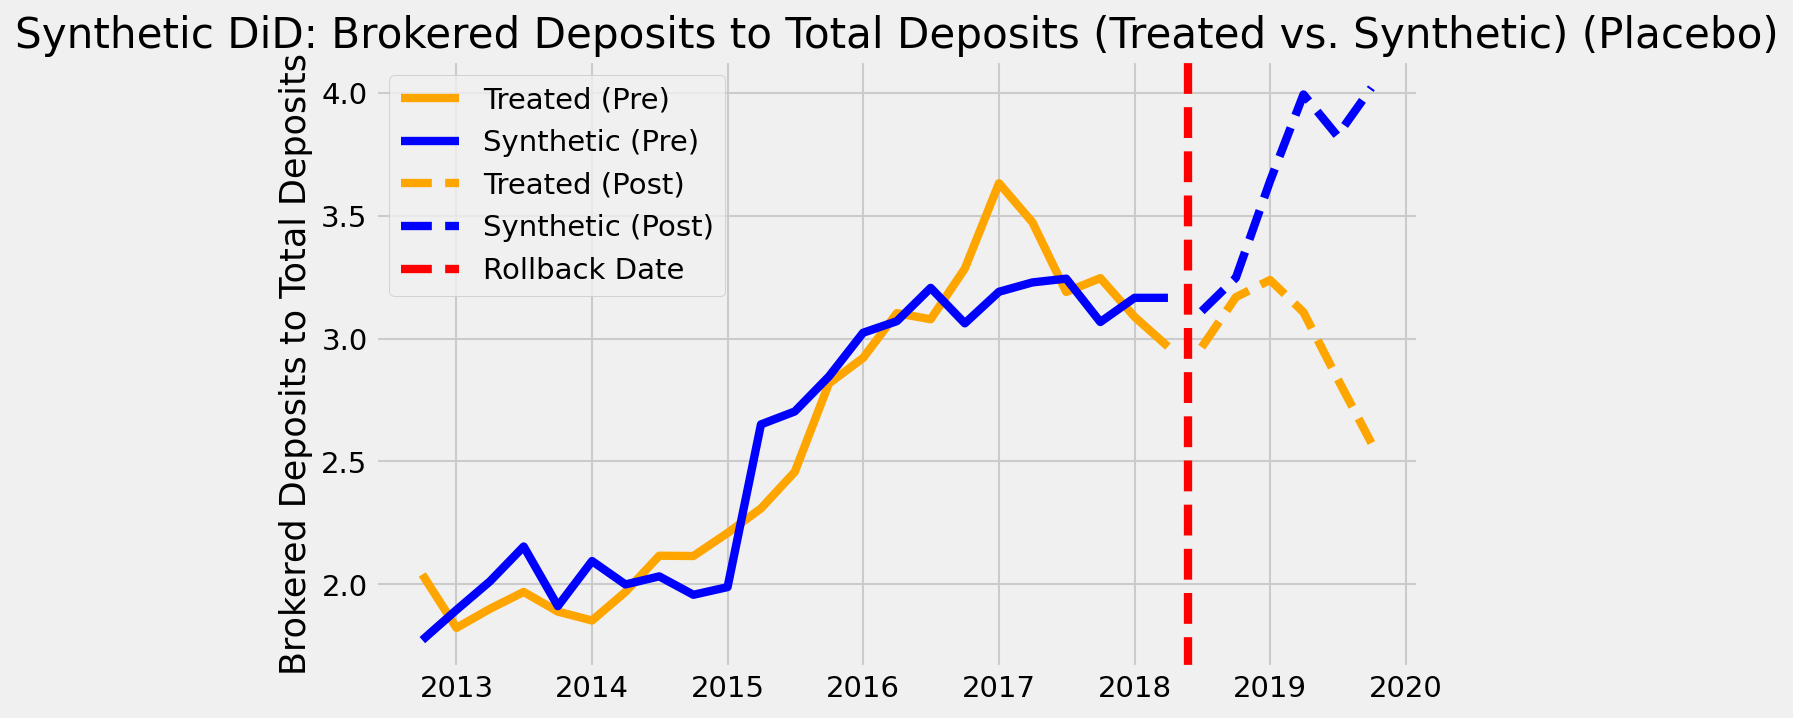 Synthetic DiD: Brokered Deposits to Total Deposits (Treated vs. Synthetic) (Placebo)
Brokered Deposits to Total Deposits
4.0
3.5
3.0
2.5
2.0
Treated (Pre)
Synthetic (Pre)
Treated (Post)
Synthetic (Post)
Rollback Date
2013 2014 2015 2016 2017 2018 2019 2020